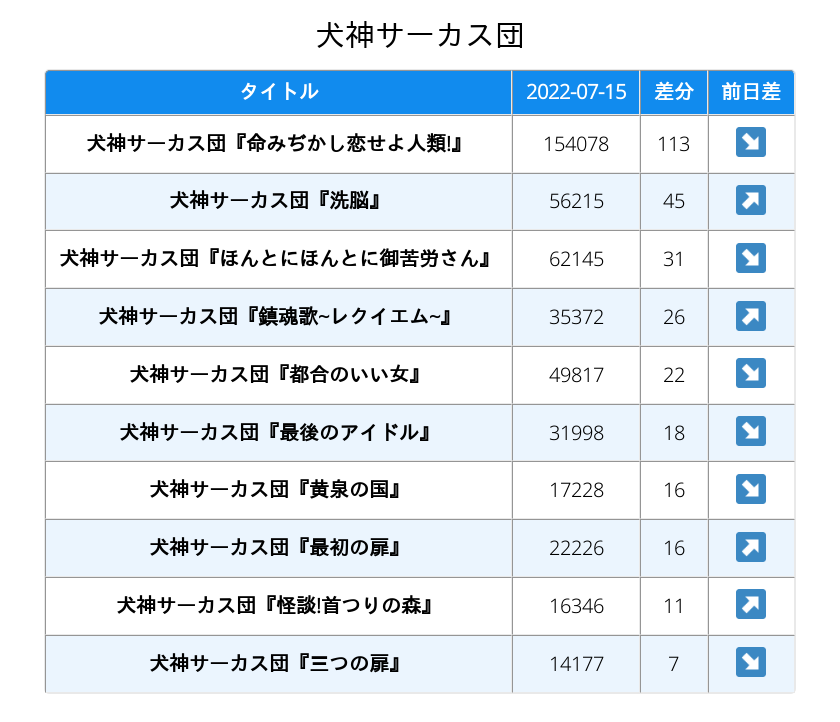 犬神サーカス団
タイトル 2022-07-15 差分 前日差
犬神サーカス団『命みぢかし恋せよ人類!』 154078 113 ↘
犬神サーカス団『洗脳』 56215 45 ↗
犬神サーカス団『ほんとにほんとに御苦労さん』 62145 31 ↘
犬神サーカス団『鎮魂歌~レクイエム~』 35372 26 ↗
犬神サーカス団『都合のいい女』 49817 22 ↘
犬神サーカス団『最後のアイドル』 31998 18 ↘
犬神サーカス団『黄泉の国』 17228 16 ↘
犬神サーカス団『最初の扉』 22226 16 ↗
犬神サーカス団『怪談!首つりの森』 16346 11 ↗
犬神サーカス団『三つの扉』 14177 7 ↘